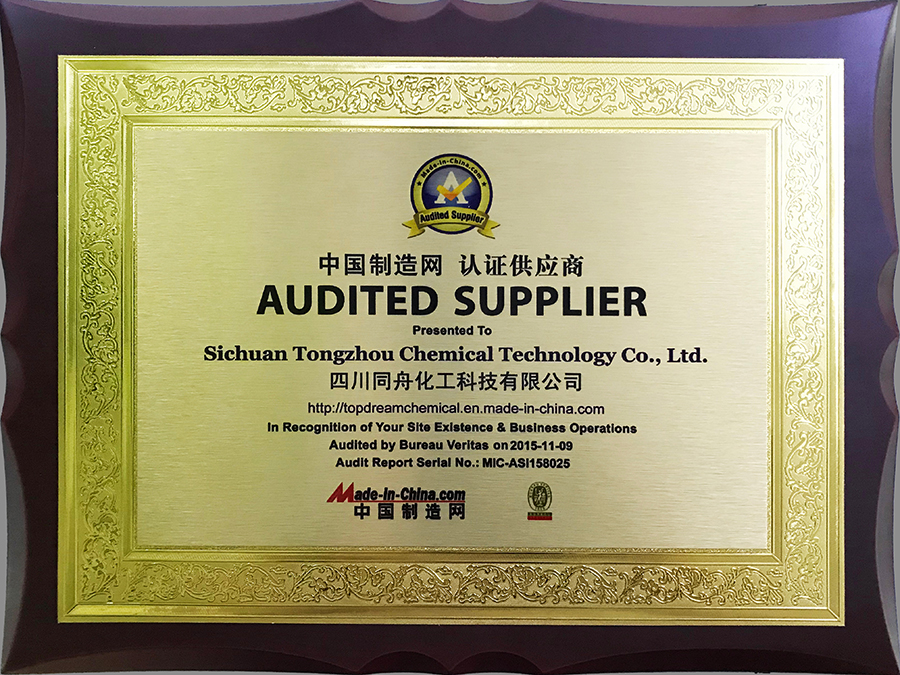 Made-in-China.com
A
Audited Supplier
中国制造网 认证供应商
AUDITED SUPPLIER
Presented To
Sichuan Tongzhou Chemical Technology Co., Ltd.
四川同舟化工科技有限公司
http://topdreamchemical.en.made-in-china.com
In Recognition of Your Site Existence & Business Operations
Audited by Bureau Veritas on 2015-11-09
Audit Report Serial No.: MIC-ASI158025
Made-in-China.com
中国制造网